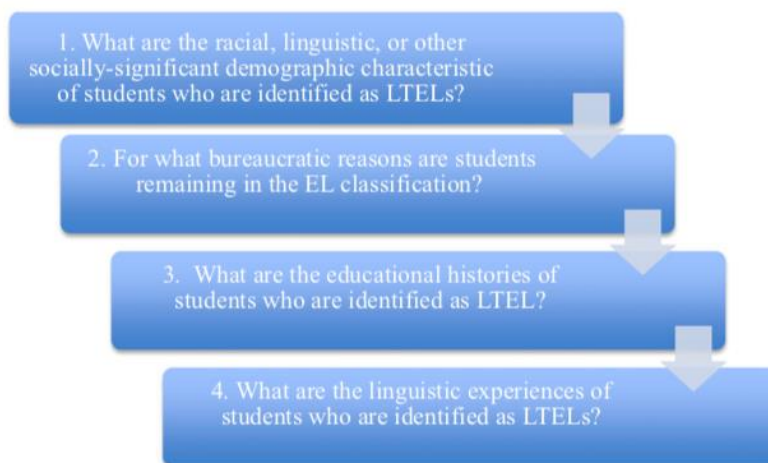 1. What are the racial, linguistic, or other
socially-significant demographic characteristic
of students who are identified as LTELs?
2. For what bureaucratic reasons are students
remaining in the EL classification?
3. What are the educational histories of
students who are identified as LTEL?
4. What are the linguistic experiences of
students who are identified as LTELs?